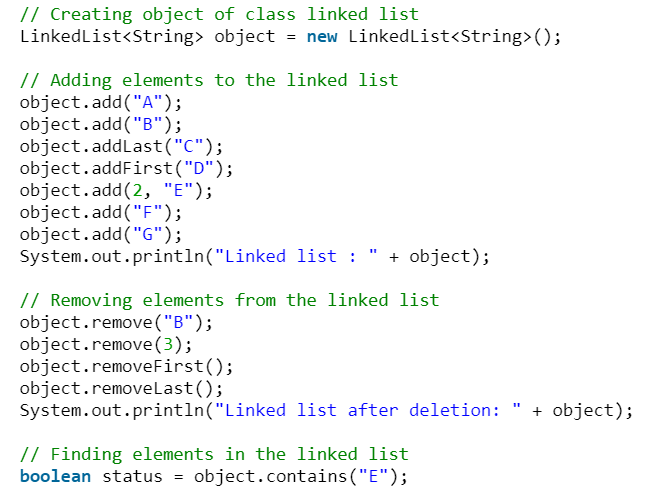 // Creating object of class linked list
LinkedList<String> object = new LinkedList<String>();
// Adding elements to the linked list
object.add("A");
object.add("B");
object.addLast("C");
object.addFirst("D");
object.add(2, "E");
object.add("F");
object.add("G");
System.out.println("Linked list : " + object);
// Removing elements from the linked list
object.remove("B");
object.remove(3);
object.removeFirst();
object.removeLast();
System.out.println("Linked list after deletion: " + object);
// Finding elements in the linked list
boolean status = object.contains("E");